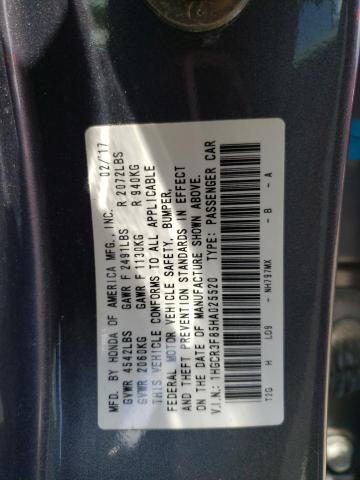 MFD. BY HONDA OF AMERICA MFG., INC. 02/17
GVWR 4542LBS GAWR F 2491LBS R 2072LBS
GVWR 2060KG GAWR F 1130KG R 940KG
THIS VEHICLE CONFORMS TO ALL APPLICABLE
FEDERAL MOTOR VEHICLE SAFETY, BUMPER,
AND THEFT PREVENTION STANDARDS IN EFFECT
ON THE DATE OF MANUFACTURE SHOWN ABOVE.
V.I.N.: 1HGCR3F85HA025520 TYPE: PASSENGER CAR
T2G H LD9 - NH797MX - B - A